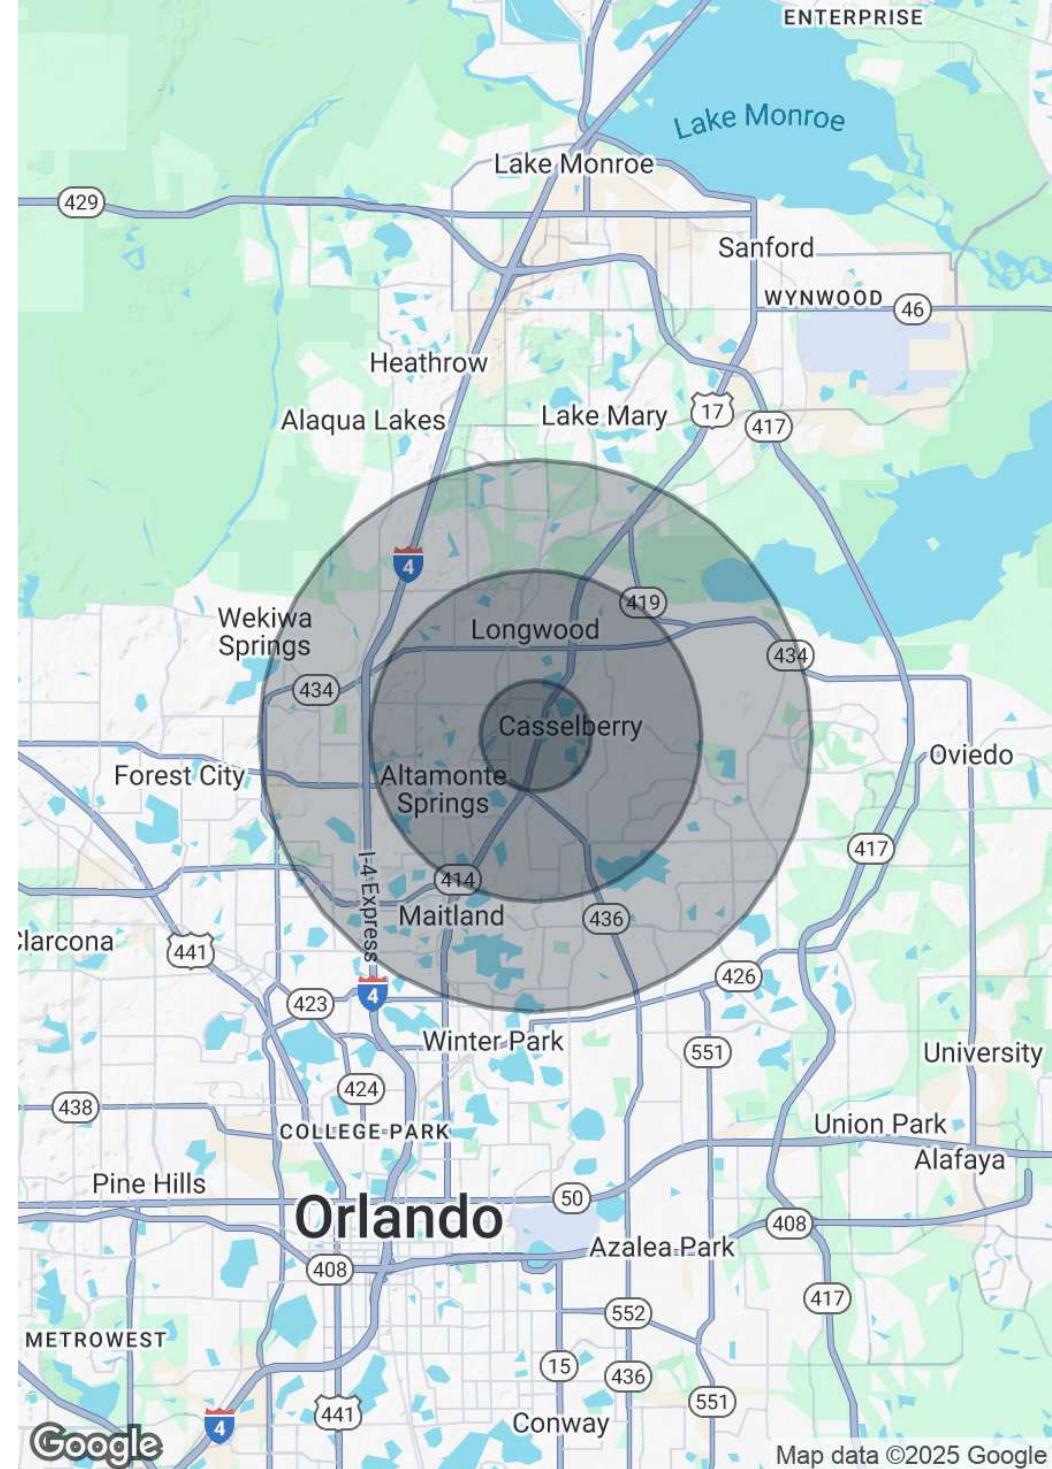 ENTERPRISE
Lake Monroe
Lake Monroe
429
Sanford
WYNWOOD
46
Heathrow
Alaqua Lakes
Lake Mary
17
417
4
419
Wekiwa
Springs
Longwood
434
434
Casselberry
Oviedo
Forest City
Altamonte
Springs
417
I-4 Express
414
Maitland
436
Clarcona
441
426
4
423
Winter Park
551
University
424
438
COLLEGE PARK
Union Park
Alafaya
Pine Hills
50
Orlando
408
Azalea Park
408
417
552
METROWEST
15
436
551
441
4
Conway
Google
Map data ©2025 Google